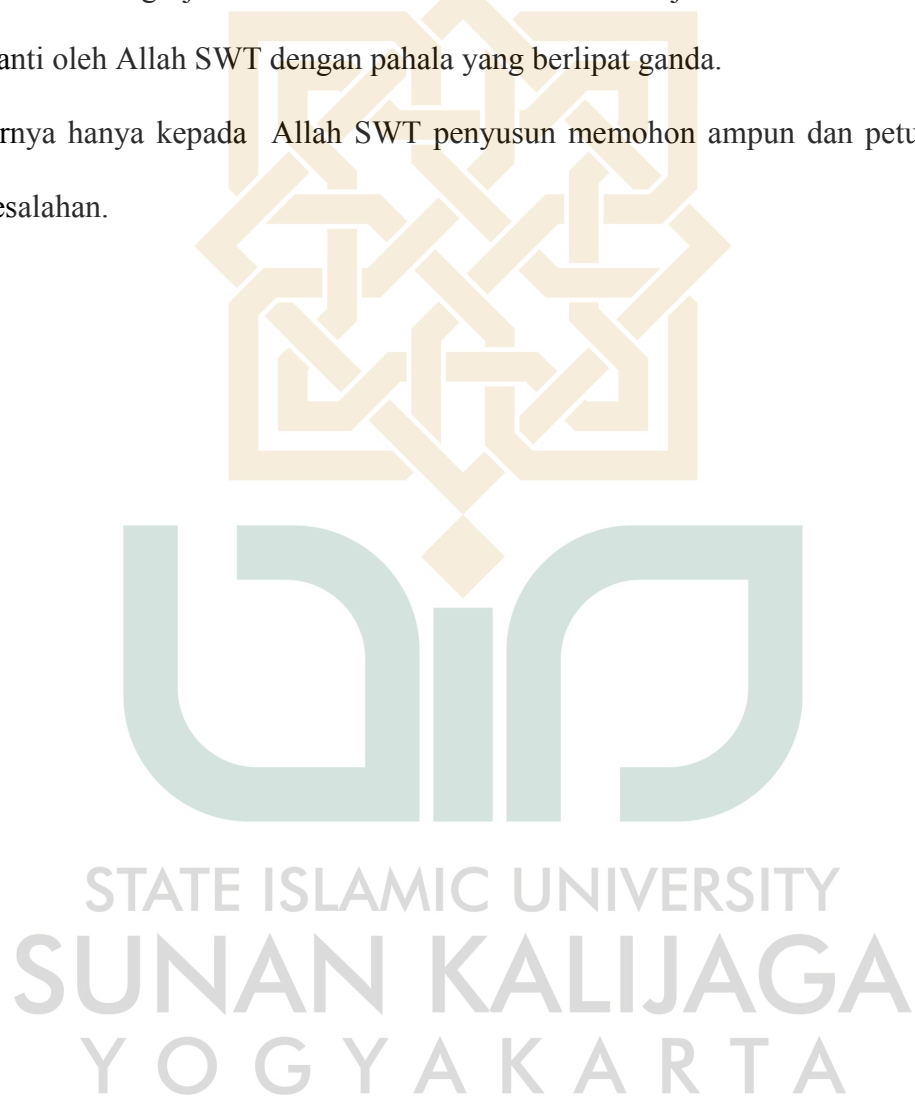 anti oleh Allah SWT dengan pahala yang berlipat ganda.
rnya hanya kepada Allah SWT penyusun memohon ampun dan petu
esalahan.
STATE ISLAMIC UNIVERSITY
SUNAN KALIJAGA
YOGYAKARTA